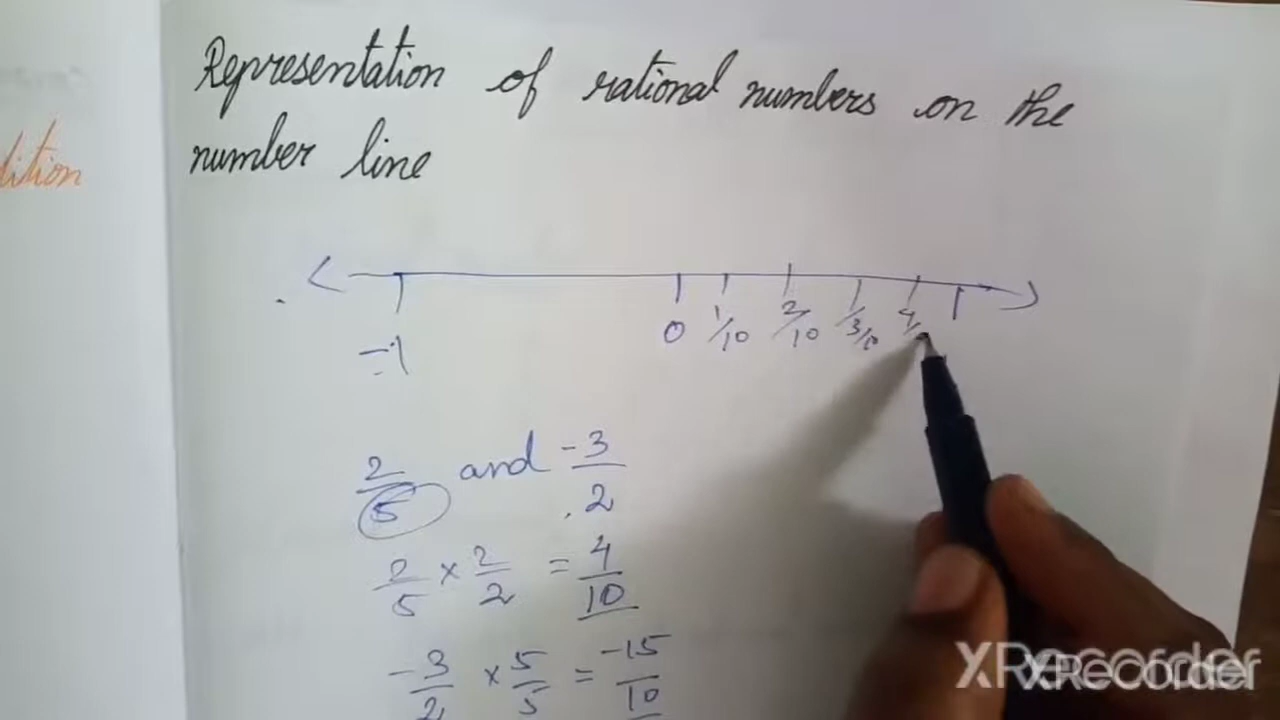 Representation of rational numbers on the
dition
number line
0 1/10 2/10 3/10 4/
-1
2/5 and -3/2
2/5 × 2/2 = 4/10
-3/2 × 5/5 = -15/10
XRecorder